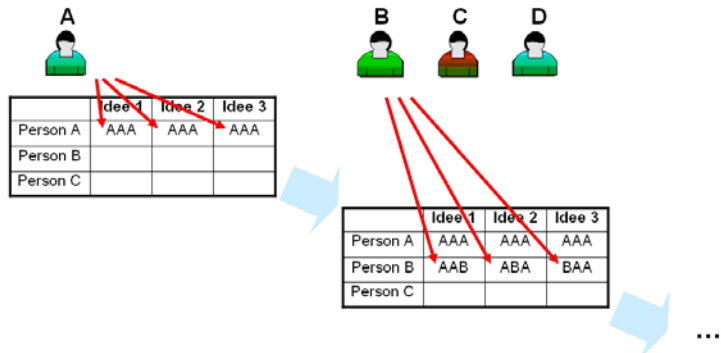 A
B C D
Idee 1 Idee 2 Idee 3
Person A AAA AAA AAA
Person B
Person C
Idee 1 Idee 2 Idee 3
Person A AAA AAA AAA
Person B AAB ABA BAA
Person C
...